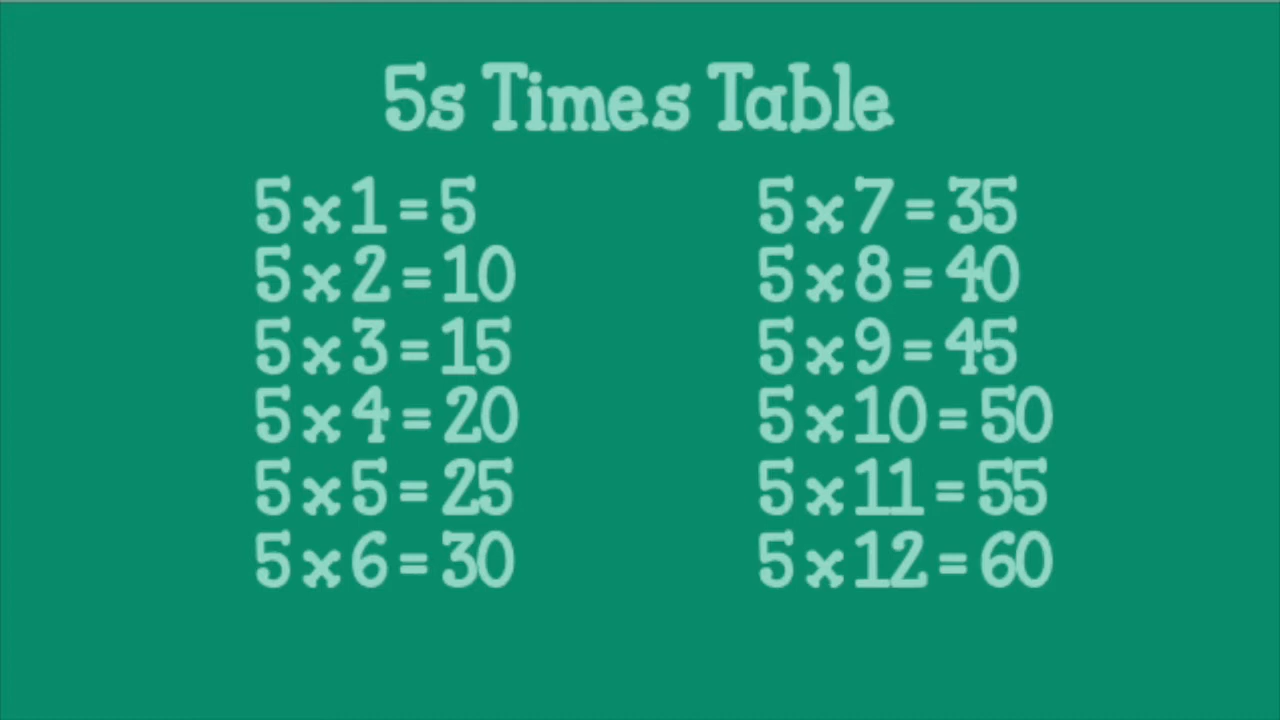 5s Times Table
5 x 1 = 5
5 x 2 = 10
5 x 3 = 15
5 x 4 = 20
5 x 5 = 25
5 x 6 = 30
5 x 7 = 35
5 x 8 = 40
5 x 9 = 45
5 x 10 = 50
5 x 11 = 55
5 x 12 = 60